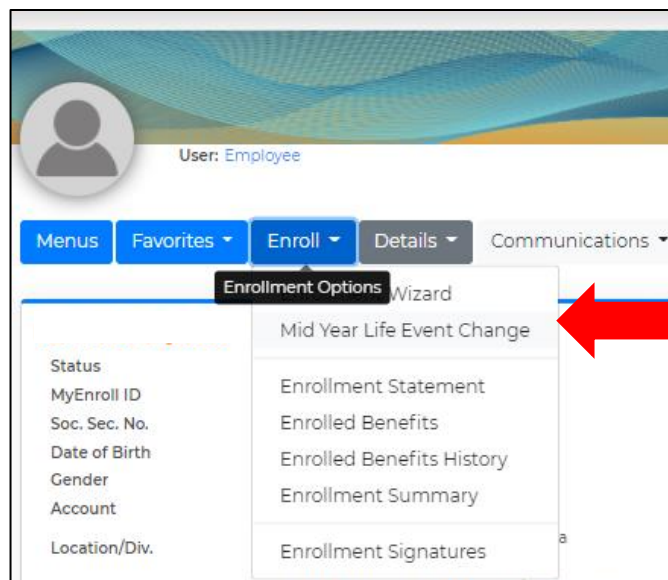 User: Employee
Menus Favorites Enroll Details Communications
Enrollment Options
Wizard
Mid Year Life Event Change
Enrollment Statement
Enrolled Benefits
Enrolled Benefits History
Enrollment Summary
Enrollment Signatures
Status
MyEnroll ID
Soc. Sec. No.
Date of Birth
Gender
Account
Location/Div.
a